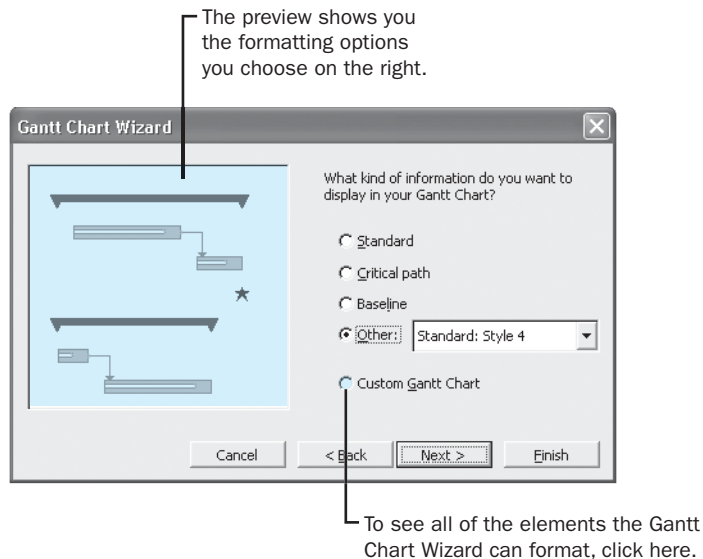 The preview shows you
the formatting options
you choose on the right.
Gantt Chart Wizard
What kind of information do you want to
display in your Gantt Chart?
Standard
Critical path
Baseline
Other: Standard: Style 4
Custom Gantt Chart
Cancel < Back Next > Finish
To see all of the elements the Gantt
Chart Wizard can format, click here.